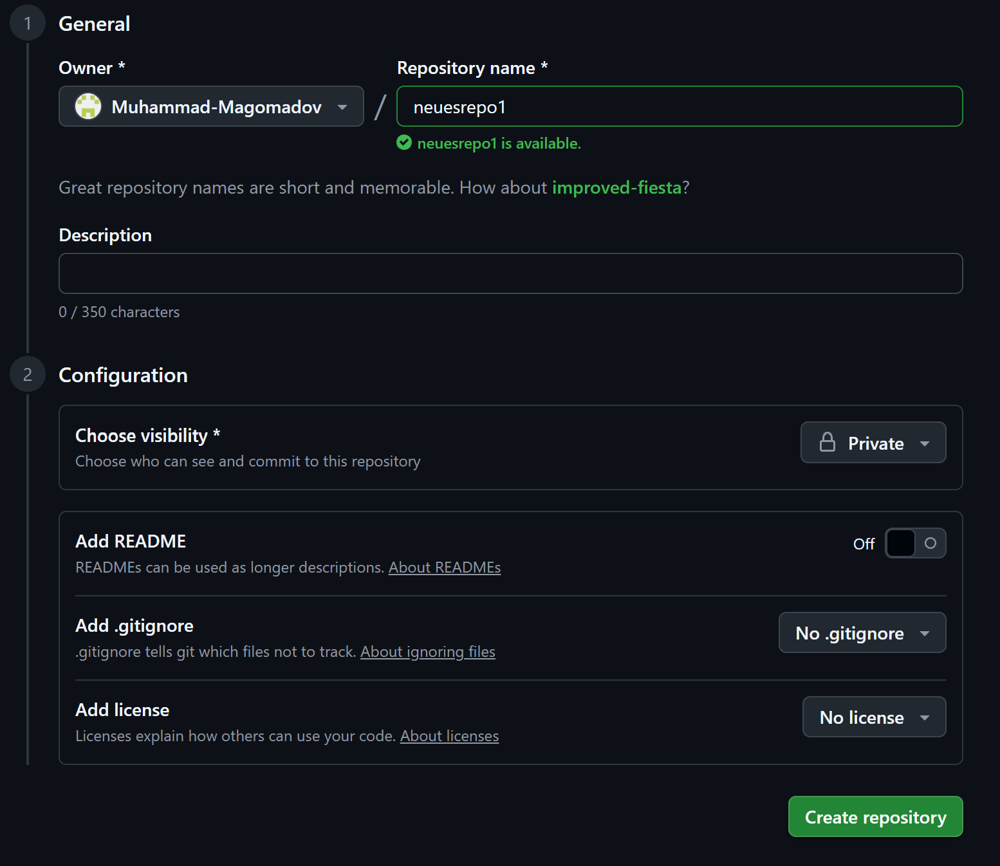 1 General
Owner * Repository name *
Muhammad-Magomadov / neuesrepo1
neuesrepo1 is available.
Great repository names are short and memorable. How about improved-fiesta?
Description
0 / 350 characters
2 Configuration
Choose visibility *
Choose who can see and commit to this repository
Private
Add README
READMEs can be used as longer descriptions. About READMEs
Off
Add .gitignore
.gitignore tells git which files not to track. About ignoring files
No .gitignore
Add license
Licenses explain how others can use your code. About licenses
No license
Create repository